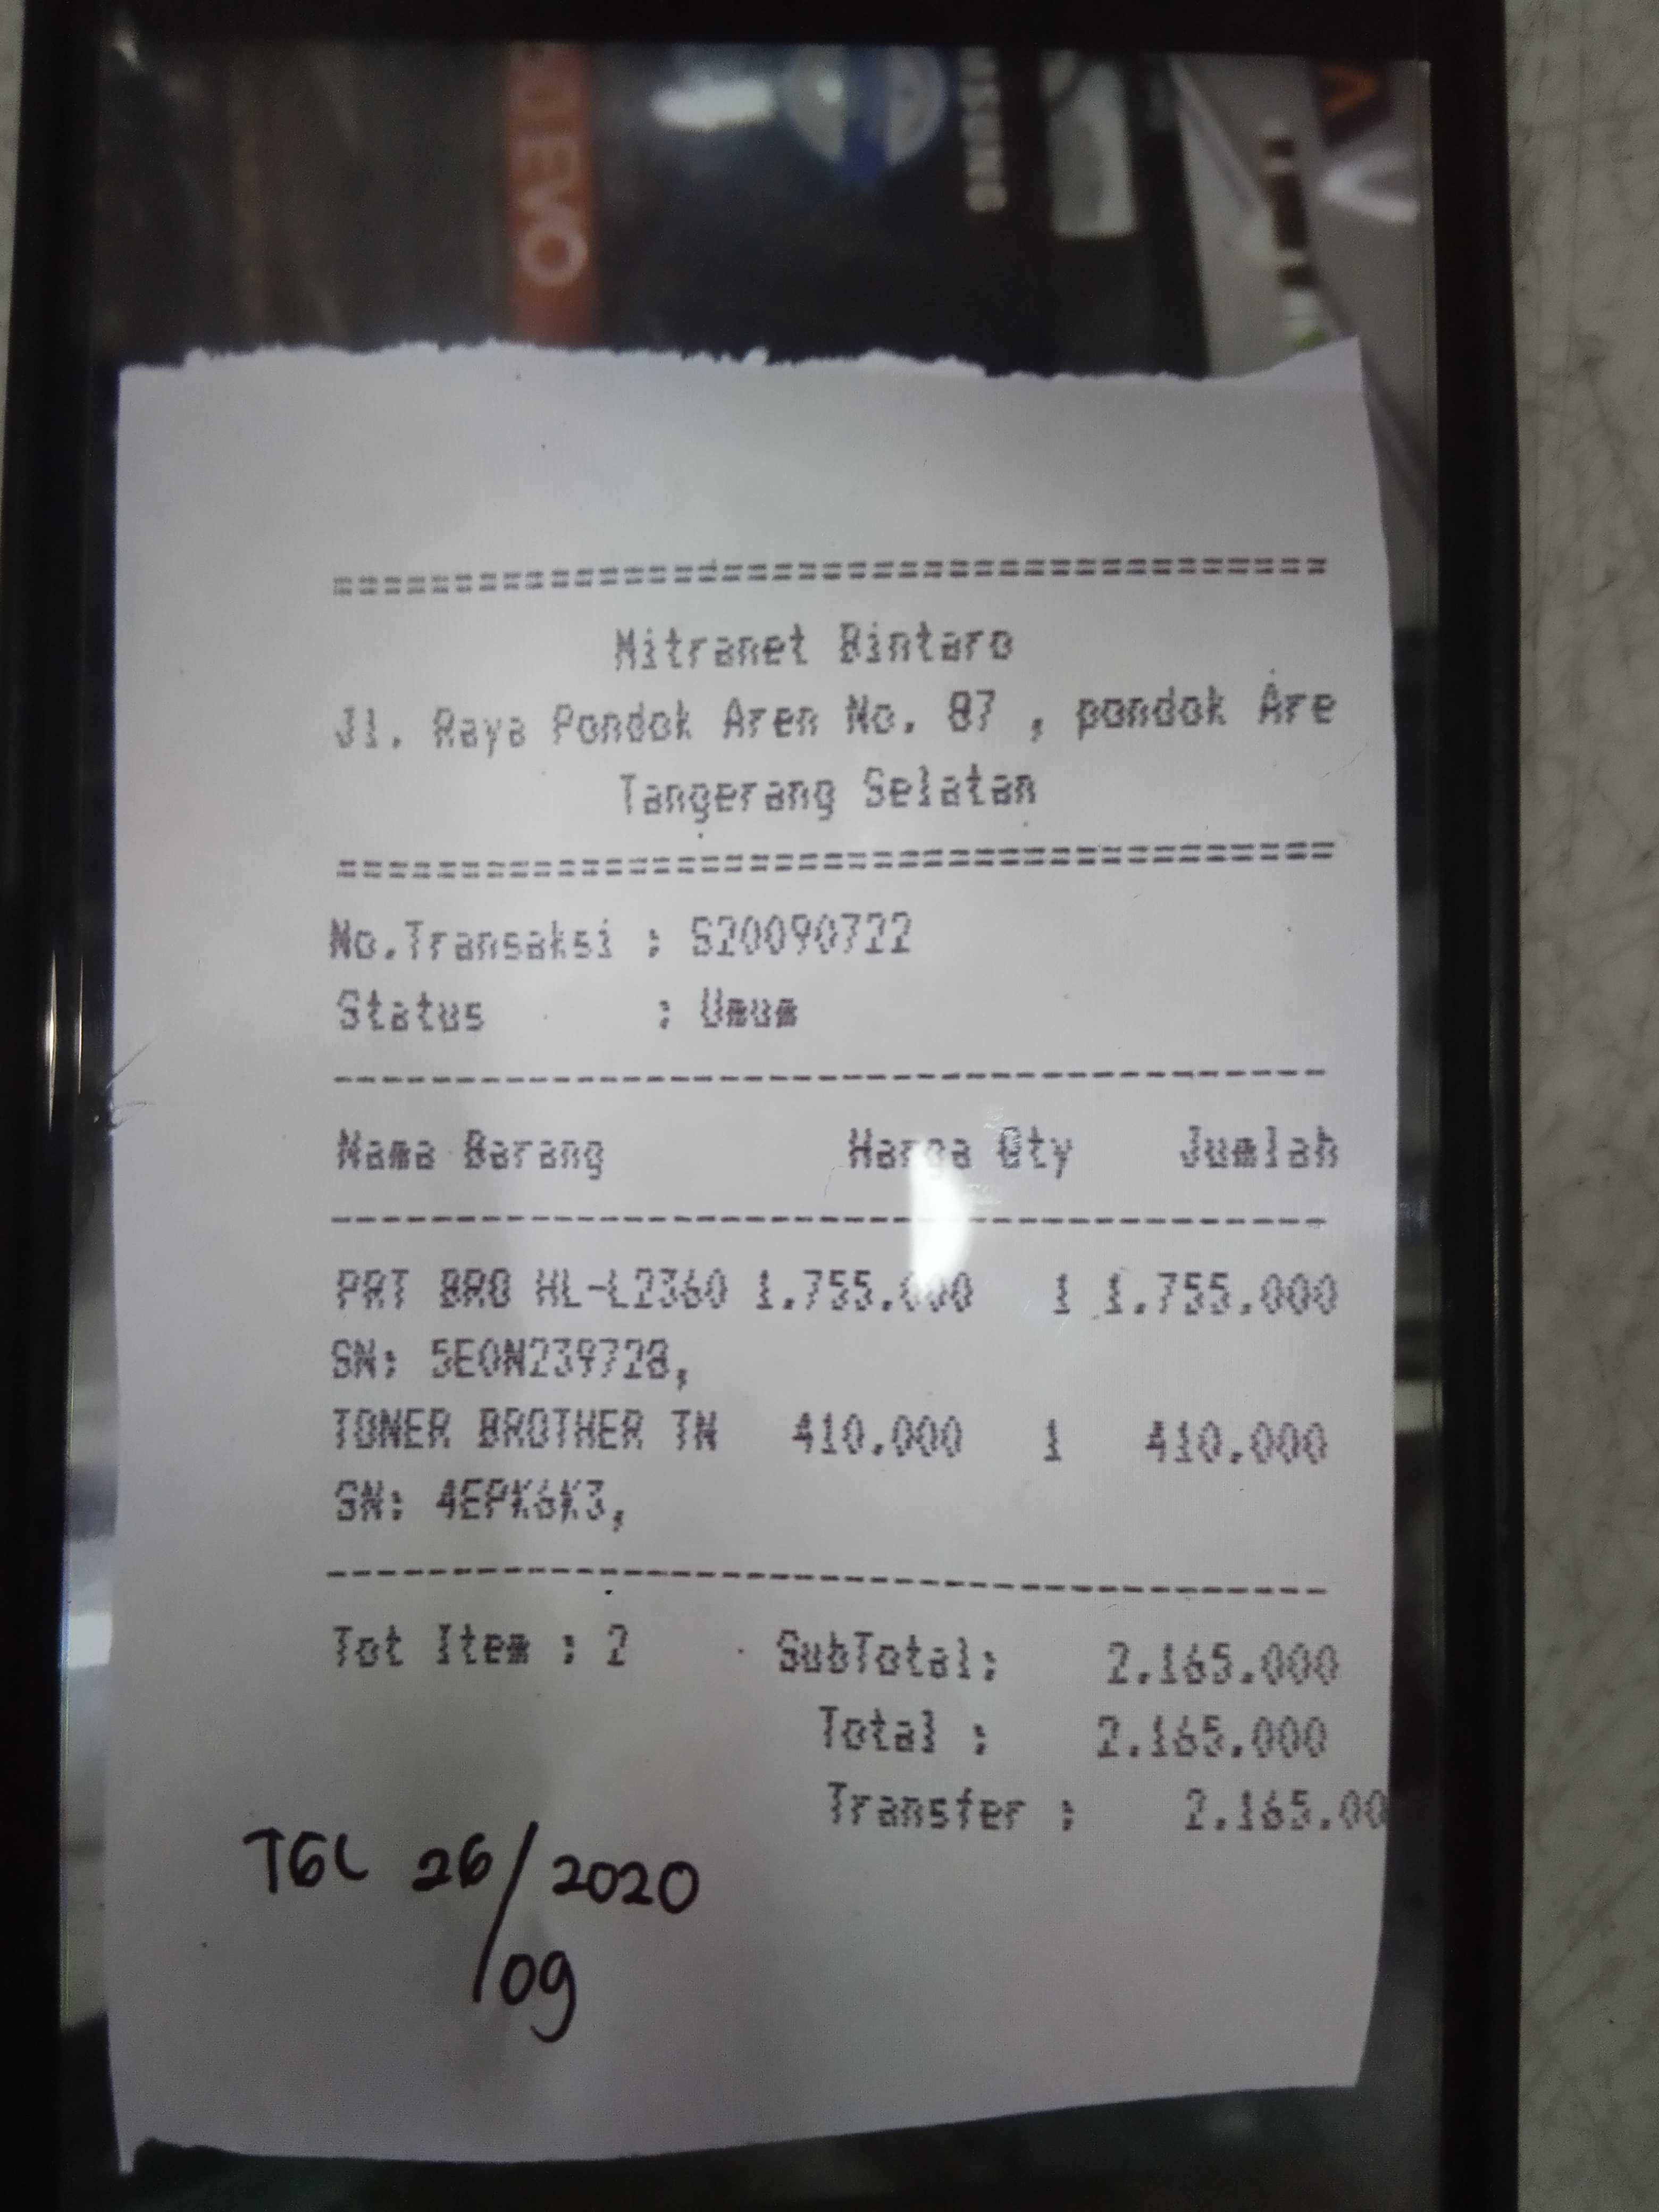 EVO
========================================
Mitranet Bintaro
Jl. Raya Pondok Aren No. 87 , pondok Are
Tangerang Selatan
========================================
No.Transaksi : S20090722
Status : Umum
----------------------------------------
Nama Barang Harga Qty Jumlah
----------------------------------------
PRT BRO HL-L2360 1.755.000 1 1.755.000
SN: 5E0N239728,
TONER BROTHER TN 410.000 1 410.000
SN: 4EPK6K3,
----------------------------------------
Tot Item : 2 SubTotal: 2.165.000
Total : 2.165.000
Transfer : 2.165.00
TGL 26/09/2020